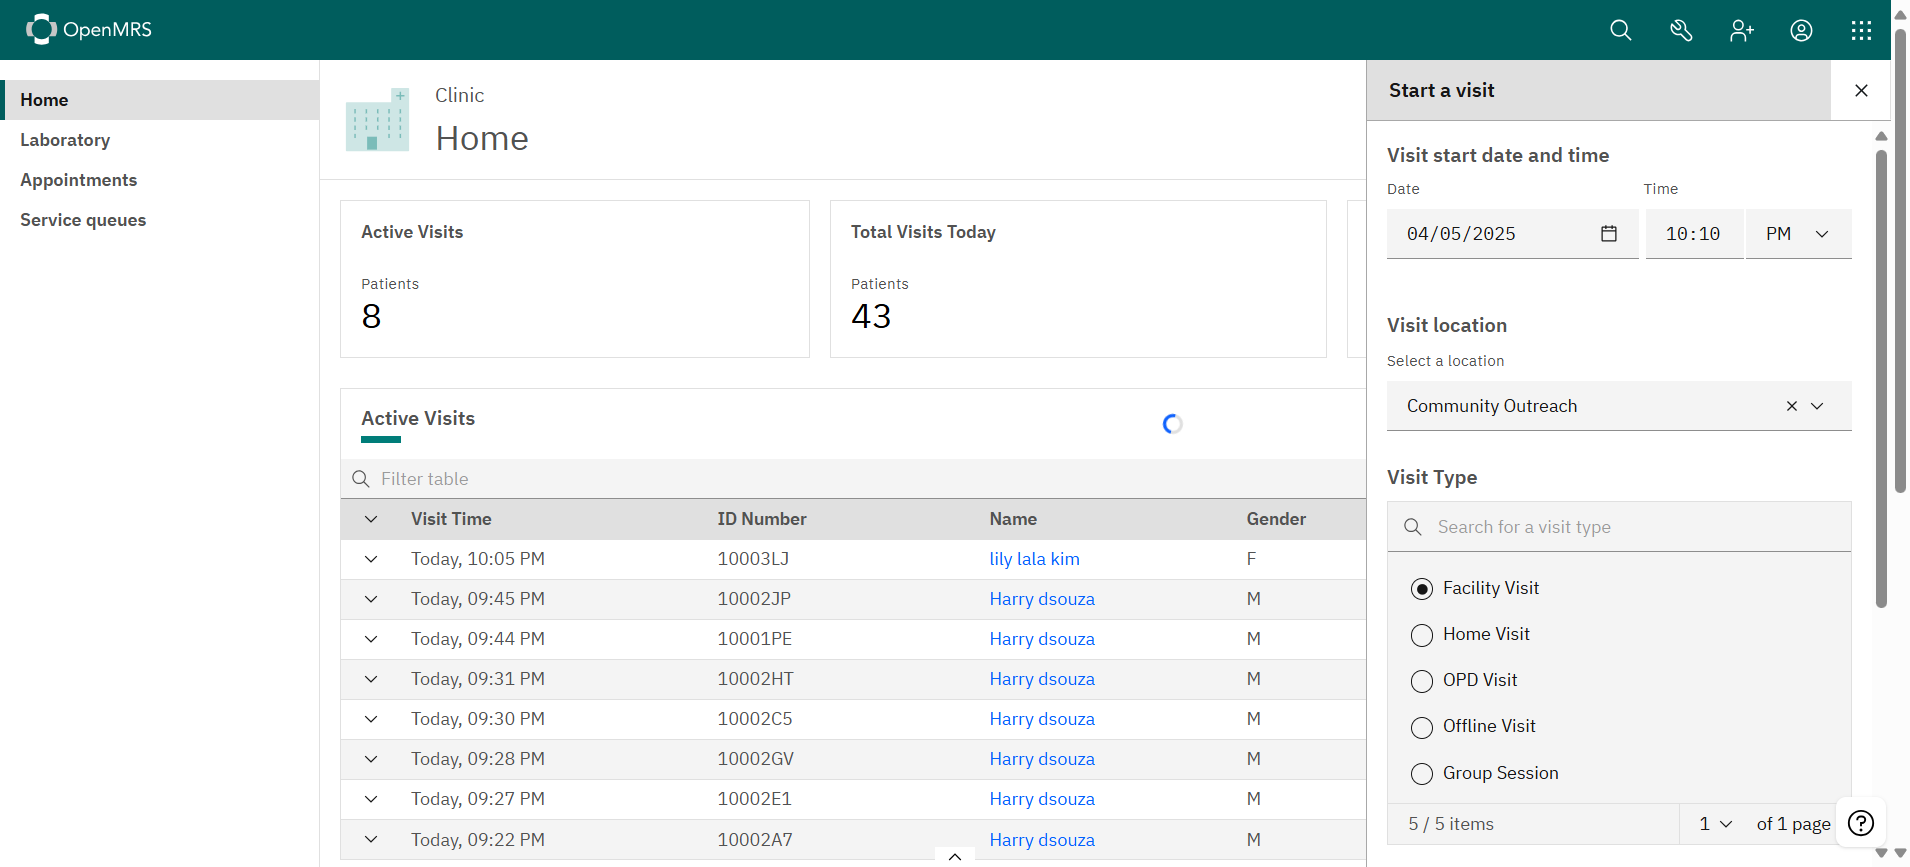 OpenMRS
Home
Laboratory
Appointments
Service queues
Clinic
Home
Active Visits
Patients
8
Total Visits Today
Patients
43
Active Visits
Filter table
Visit Time ID Number Name Gender
Today, 10:05 PM 10003LJ lily lala kim F
Today, 09:45 PM 10002JP Harry dsouza M
Today, 09:44 PM 10001PE Harry dsouza M
Today, 09:31 PM 10002HT Harry dsouza M
Today, 09:30 PM 10002C5 Harry dsouza M
Today, 09:28 PM 10002GV Harry dsouza M
Today, 09:27 PM 10002E1 Harry dsouza M
Today, 09:22 PM 10002A7 Harry dsouza M
Start a visit
Visit start date and time
Date Time
04/05/2025 10:10 PM
Visit location
Select a location
Community Outreach
Visit Type
Search for a visit type
Facility Visit
Home Visit
OPD Visit
Offline Visit
Group Session
5 / 5 items 1 of 1 page